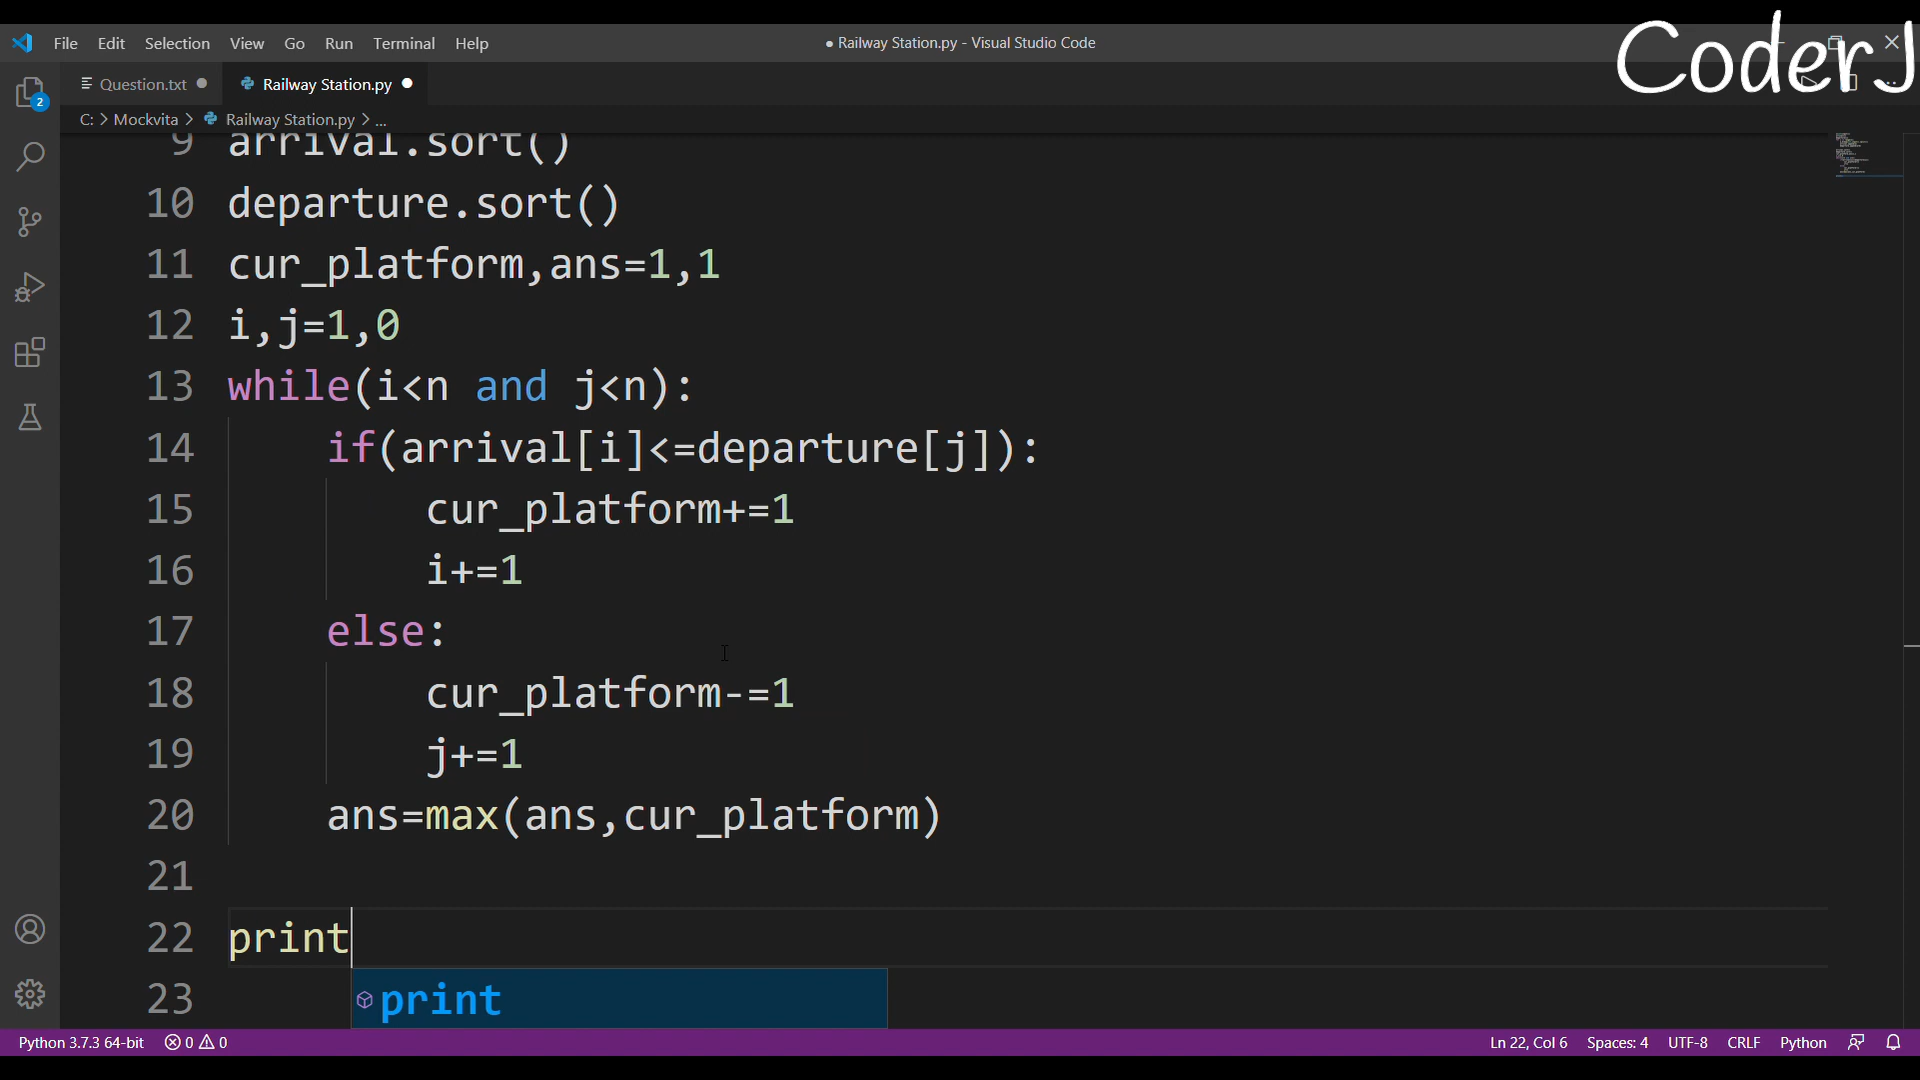 File Edit Selection View Go Run Terminal Help
● Railway Station.py - Visual Studio Code
CoderJ
Question.txt
Railway Station.py
C: > Mockvita > Railway Station.py > ...
2
9 arrival.sort()
10 departure.sort()
11 cur_platform,ans=1,1
12 i,j=1,0
13 while(i<n and j<n):
14 if(arrival[i]<=departure[j]):
15 cur_platform+=1
16 i+=1
17 else:
18 cur_platform-=1
19 j+=1
20 ans=max(ans,cur_platform)
21
22 print
23
print
Python 3.7.3 64-bit 0 0
Ln 22, Col 6 Spaces: 4 UTF-8 CRLF Python